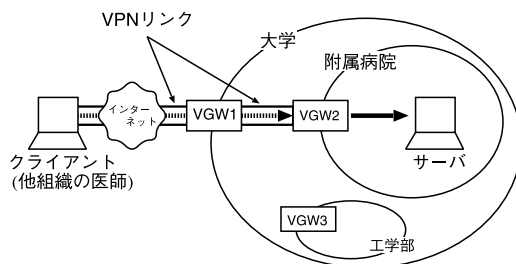 VPNリンク
大学
附属病院
インター
ネット
VGW1
VGW2
クライアント
(他組織の医師)
サーバ
VGW3
工学部